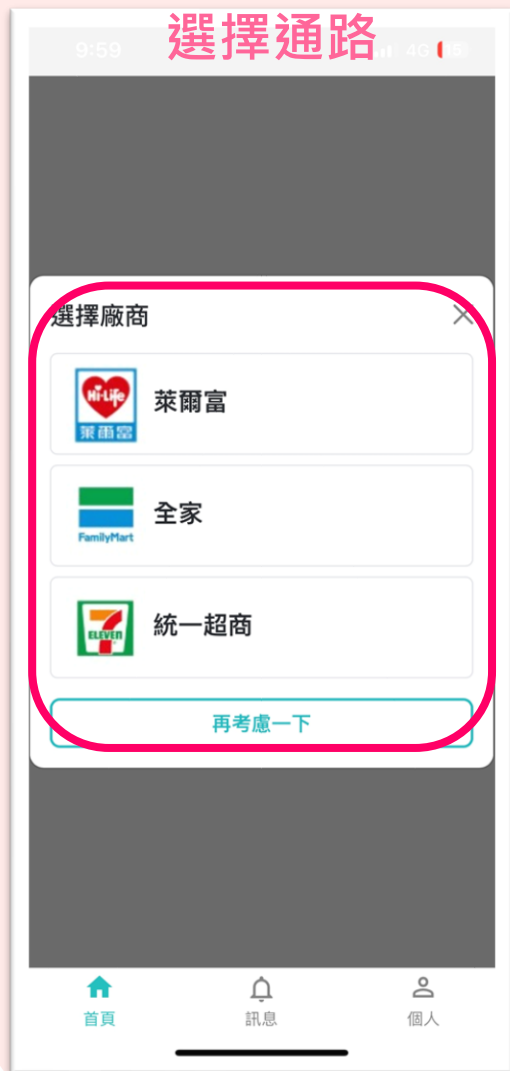 選擇通路
9:59
4G 15
選擇廠商
Hi-Life
萊爾富
萊爾富
FamilyMart
全家
ELEVEN
統一超商
再考慮一下
首頁
訊息
個人